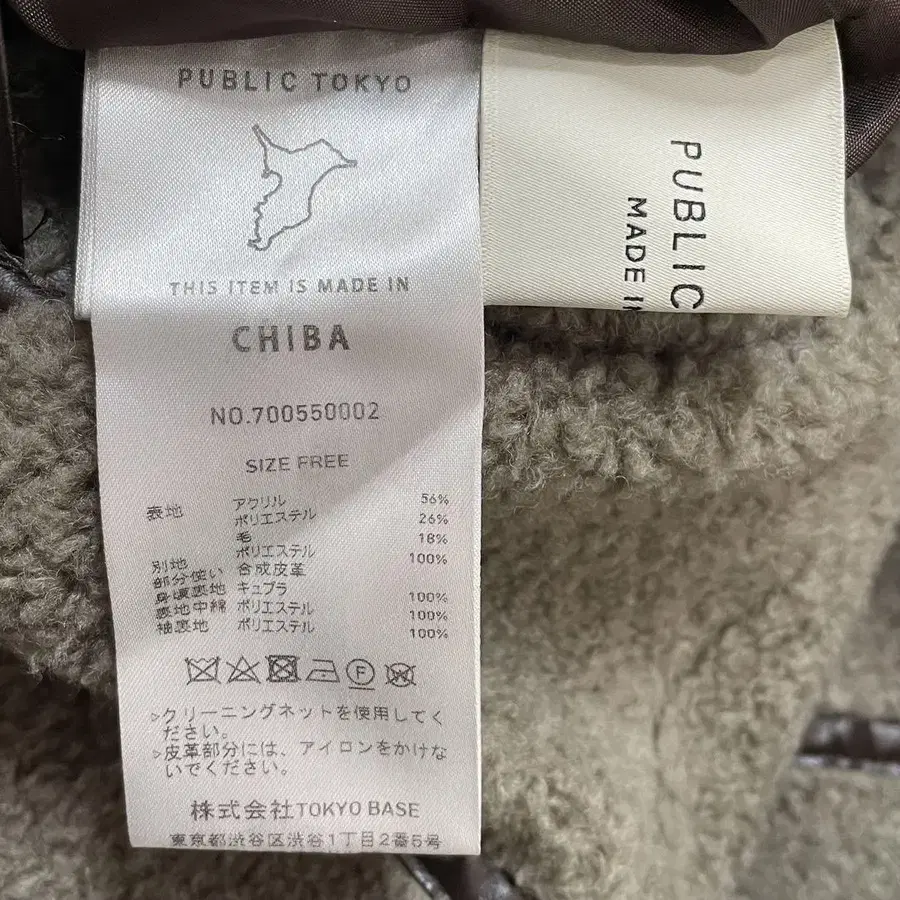 PUBLIC TOKYO
THIS ITEM IS MADE IN
CHIBA
NO.700550002
SIZE FREE
表地 アクリル 56%
ポリエステル 26%
毛 18%
別地 ポリエステル 100%
部分使い 合成皮革
身頃裏地 キュプラ 100%
裏地中綿 ポリエステル 100%
袖裏地 ポリエステル 100%
F
▷クリーニングネットを使用してく
ださい。
▷皮革部分には、アイロンをかけな
いでください。
株式会社TOKYO BASE
東京都渋谷区渋谷1丁目2番5号
PUBLIC
MADE IN